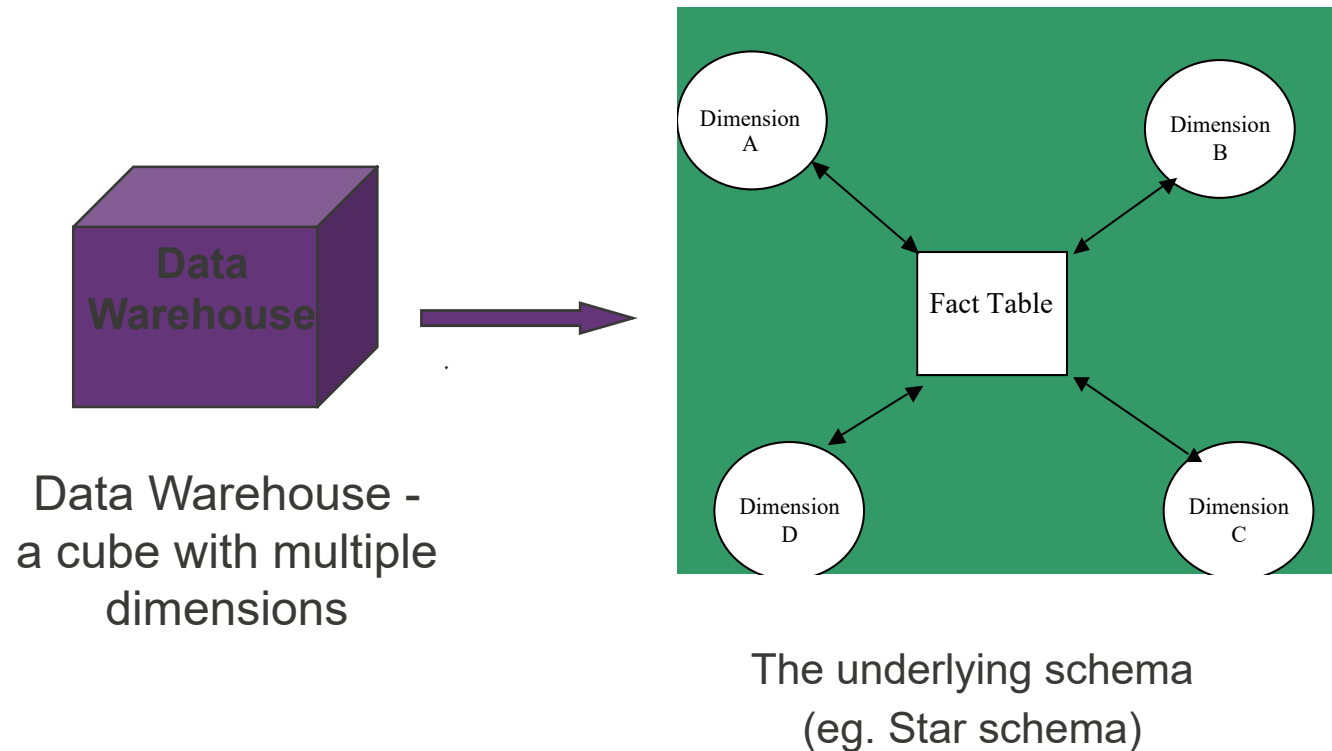 Data
Warehouse
Data Warehouse -
a cube with multiple
dimensions
Dimension
A
Dimension
B
Fact Table
Dimension
D
Dimension
C
The underlying schema
(eg. Star schema)